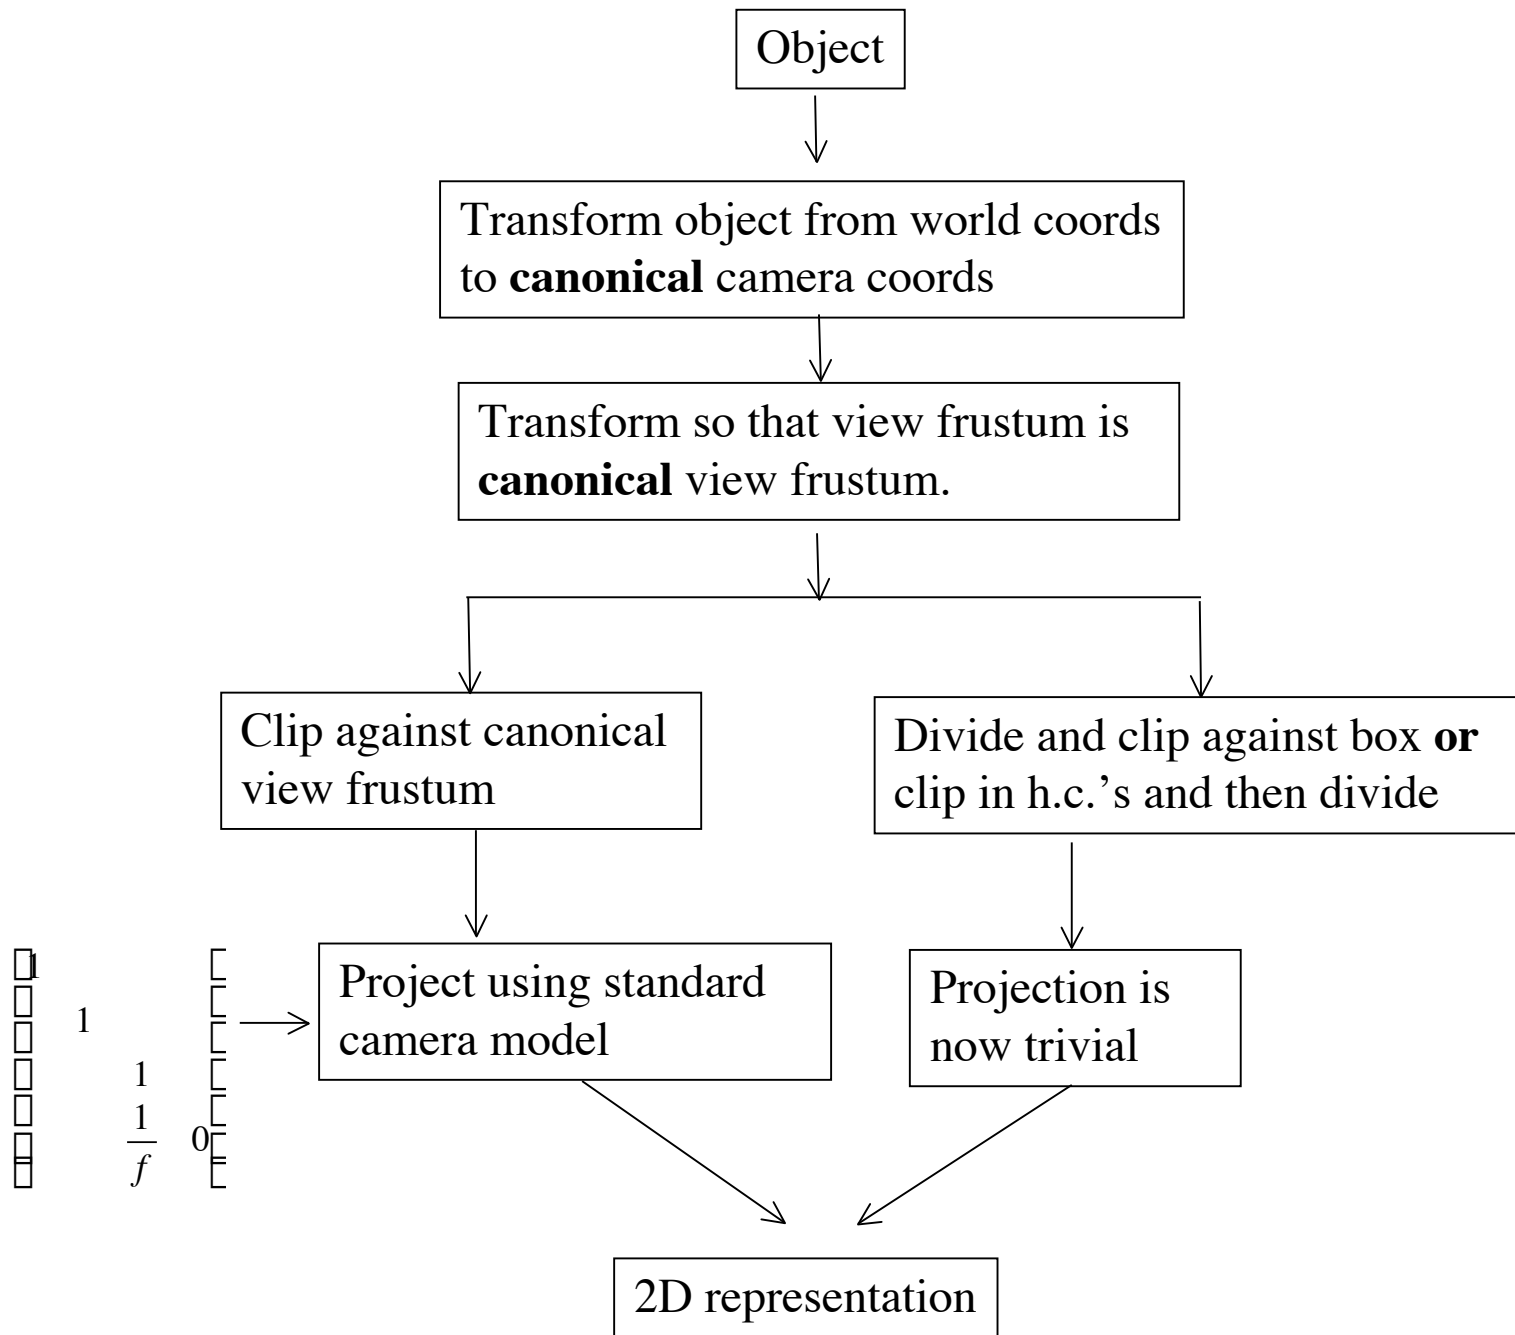 Object
Transform object from world coords
to canonical camera coords
Transform so that view frustum is
canonical view frustum.
Clip against canonical
view frustum
Divide and clip against box or
clip in h.c.’s and then divide
1
1
1
1
f
0
Project using standard
camera model
Projection is
now trivial
2D representation